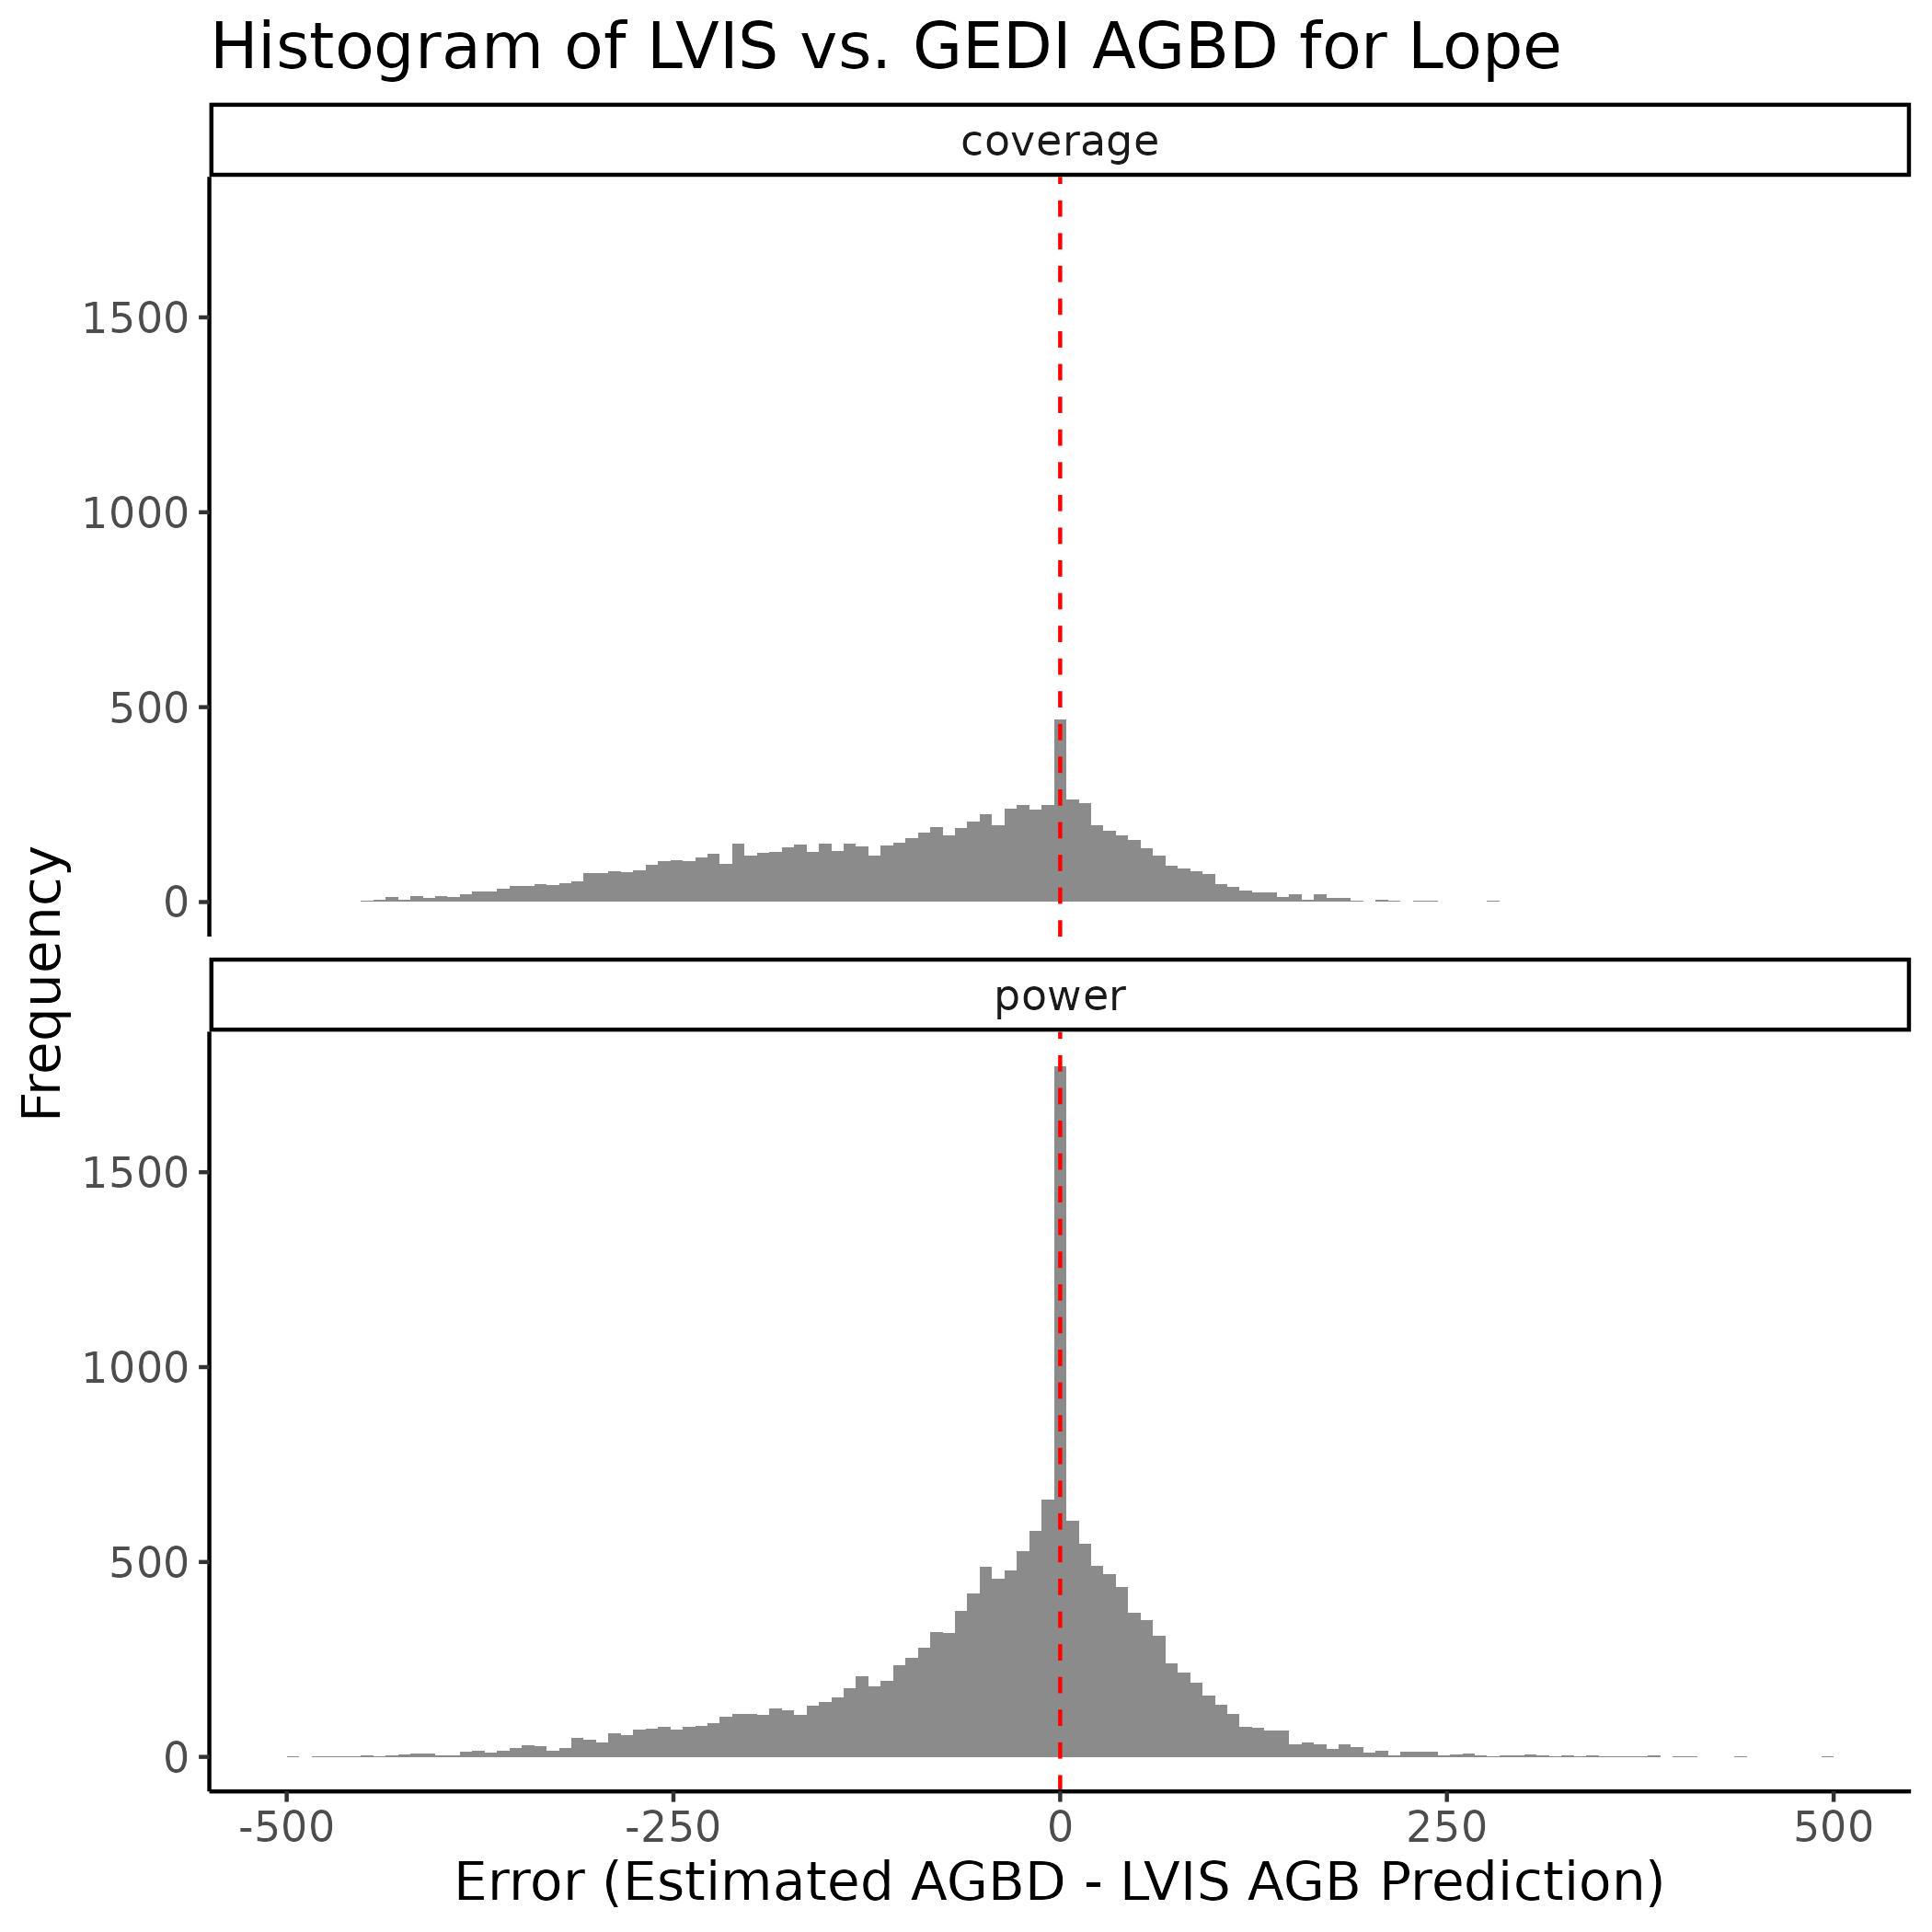 Histogram of LVIS vs. GEDI AGBD for Lope
coverage
1500
1000
500
0
Frequency
power
1500
1000
500
0
-500 -250 0 250 500
Error (Estimated AGBD - LVIS AGB Prediction)